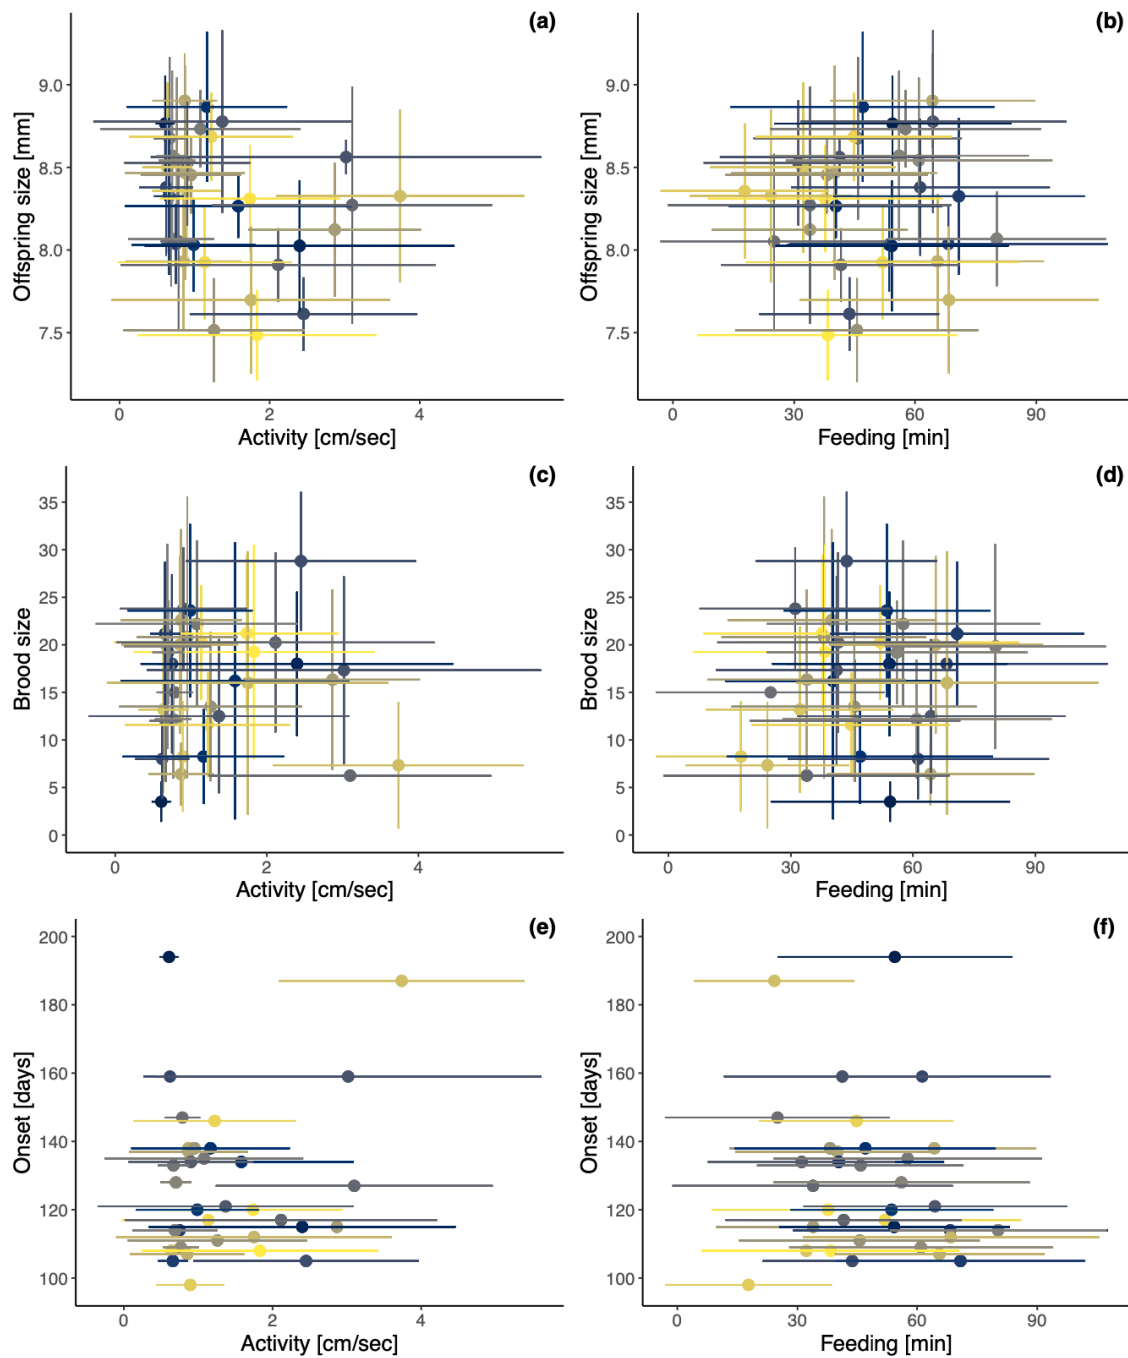 (a)
Offspring size [mm]
9.0
8.5
8.0
7.5
0 2 4
Activity [cm/sec]
(b)
Offspring size [mm]
9.0
8.5
8.0
7.5
0 30 60 90
Feeding [min]
(c)
Brood size
35
30
25
20
15
10
5
0
0 2 4
Activity [cm/sec]
(d)
Brood size
35
30
25
20
15
10
5
0
0 30 60 90
Feeding [min]
(e)
Onset [days]
200
180
160
140
120
100
0 2 4
Activity [cm/sec]
(f)
Onset [days]
200
180
160
140
120
100
0 30 60 90
Feeding [min]